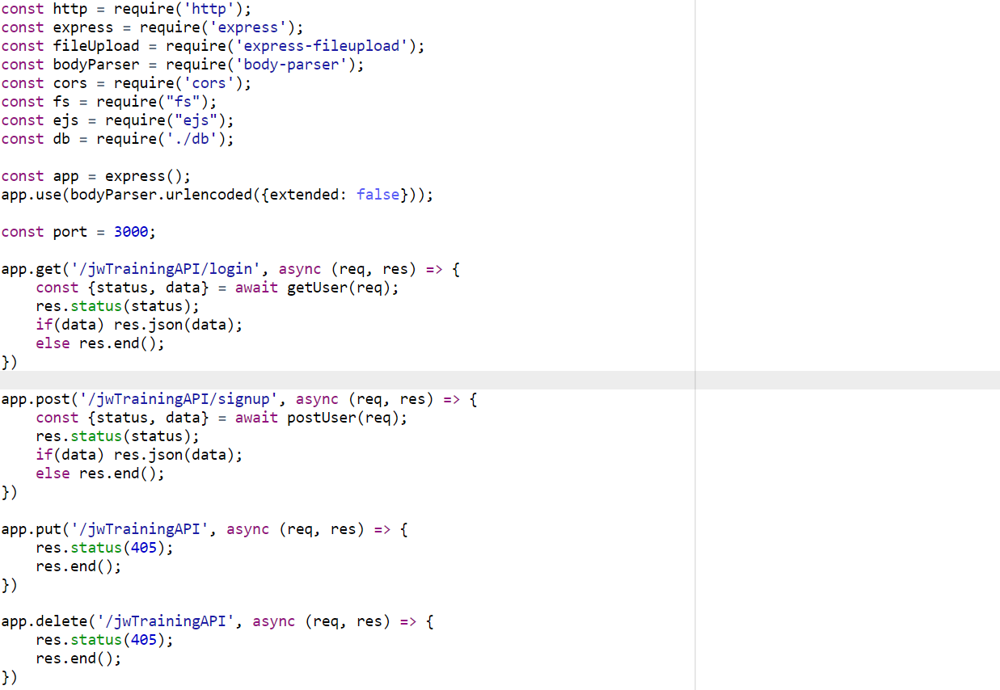 const http = require('http');
const express = require('express');
const fileUpload = require('express-fileupload');
const bodyParser = require('body-parser');
const cors = require('cors');
const fs = require("fs");
const ejs = require("ejs");
const db = require('./db');

const app = express();
app.use(bodyParser.urlencoded({extended: false}));

const port = 3000;

app.get('/jwTrainingAPI/login', async (req, res) => {
    const {status, data} = await getUser(req);
    res.status(status);
    if(data) res.json(data);
    else res.end();
})

app.post('/jwTrainingAPI/signup', async (req, res) => {
    const {status, data} = await postUser(req);
    res.status(status);
    if(data) res.json(data);
    else res.end();
})

app.put('/jwTrainingAPI', async (req, res) => {
    res.status(405);
    res.end();
})

app.delete('/jwTrainingAPI', async (req, res) => {
    res.status(405);
    res.end();
})